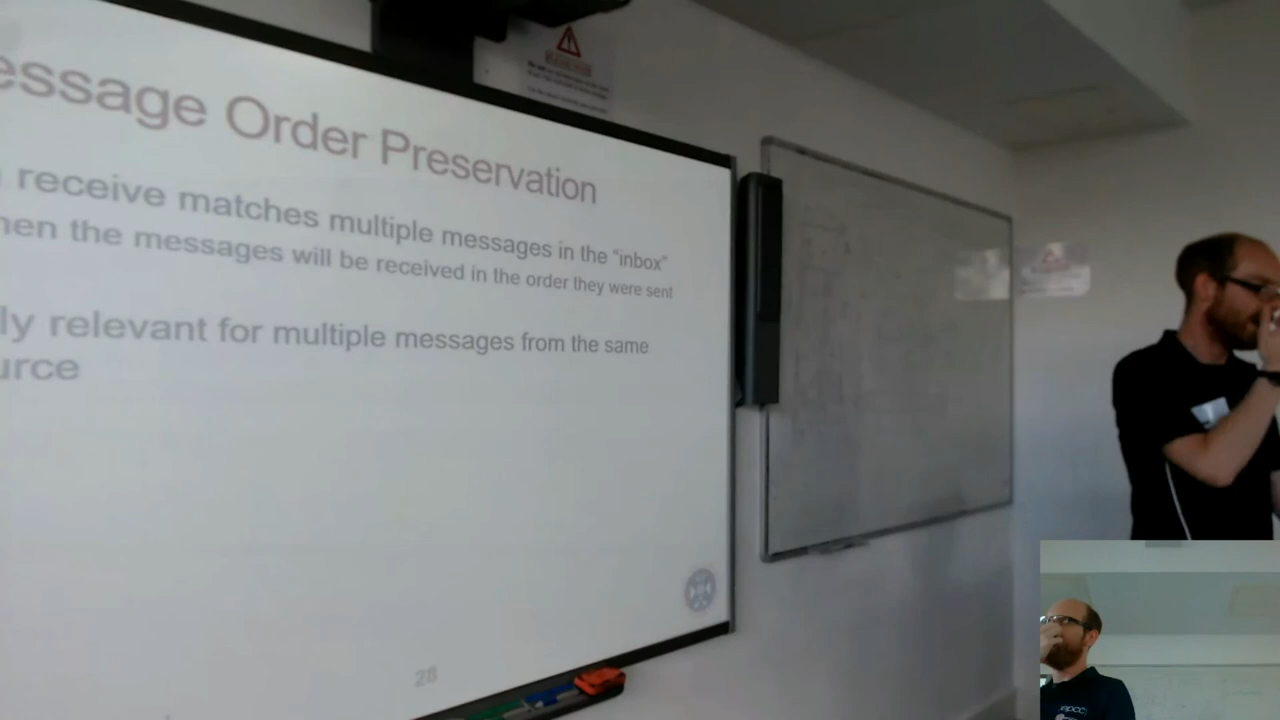 essage Order Preservation
receive matches multiple messages in the "inbox"
hen the messages will be received in the order they were sent
ly relevant for multiple messages from the same
urce
28
epcc